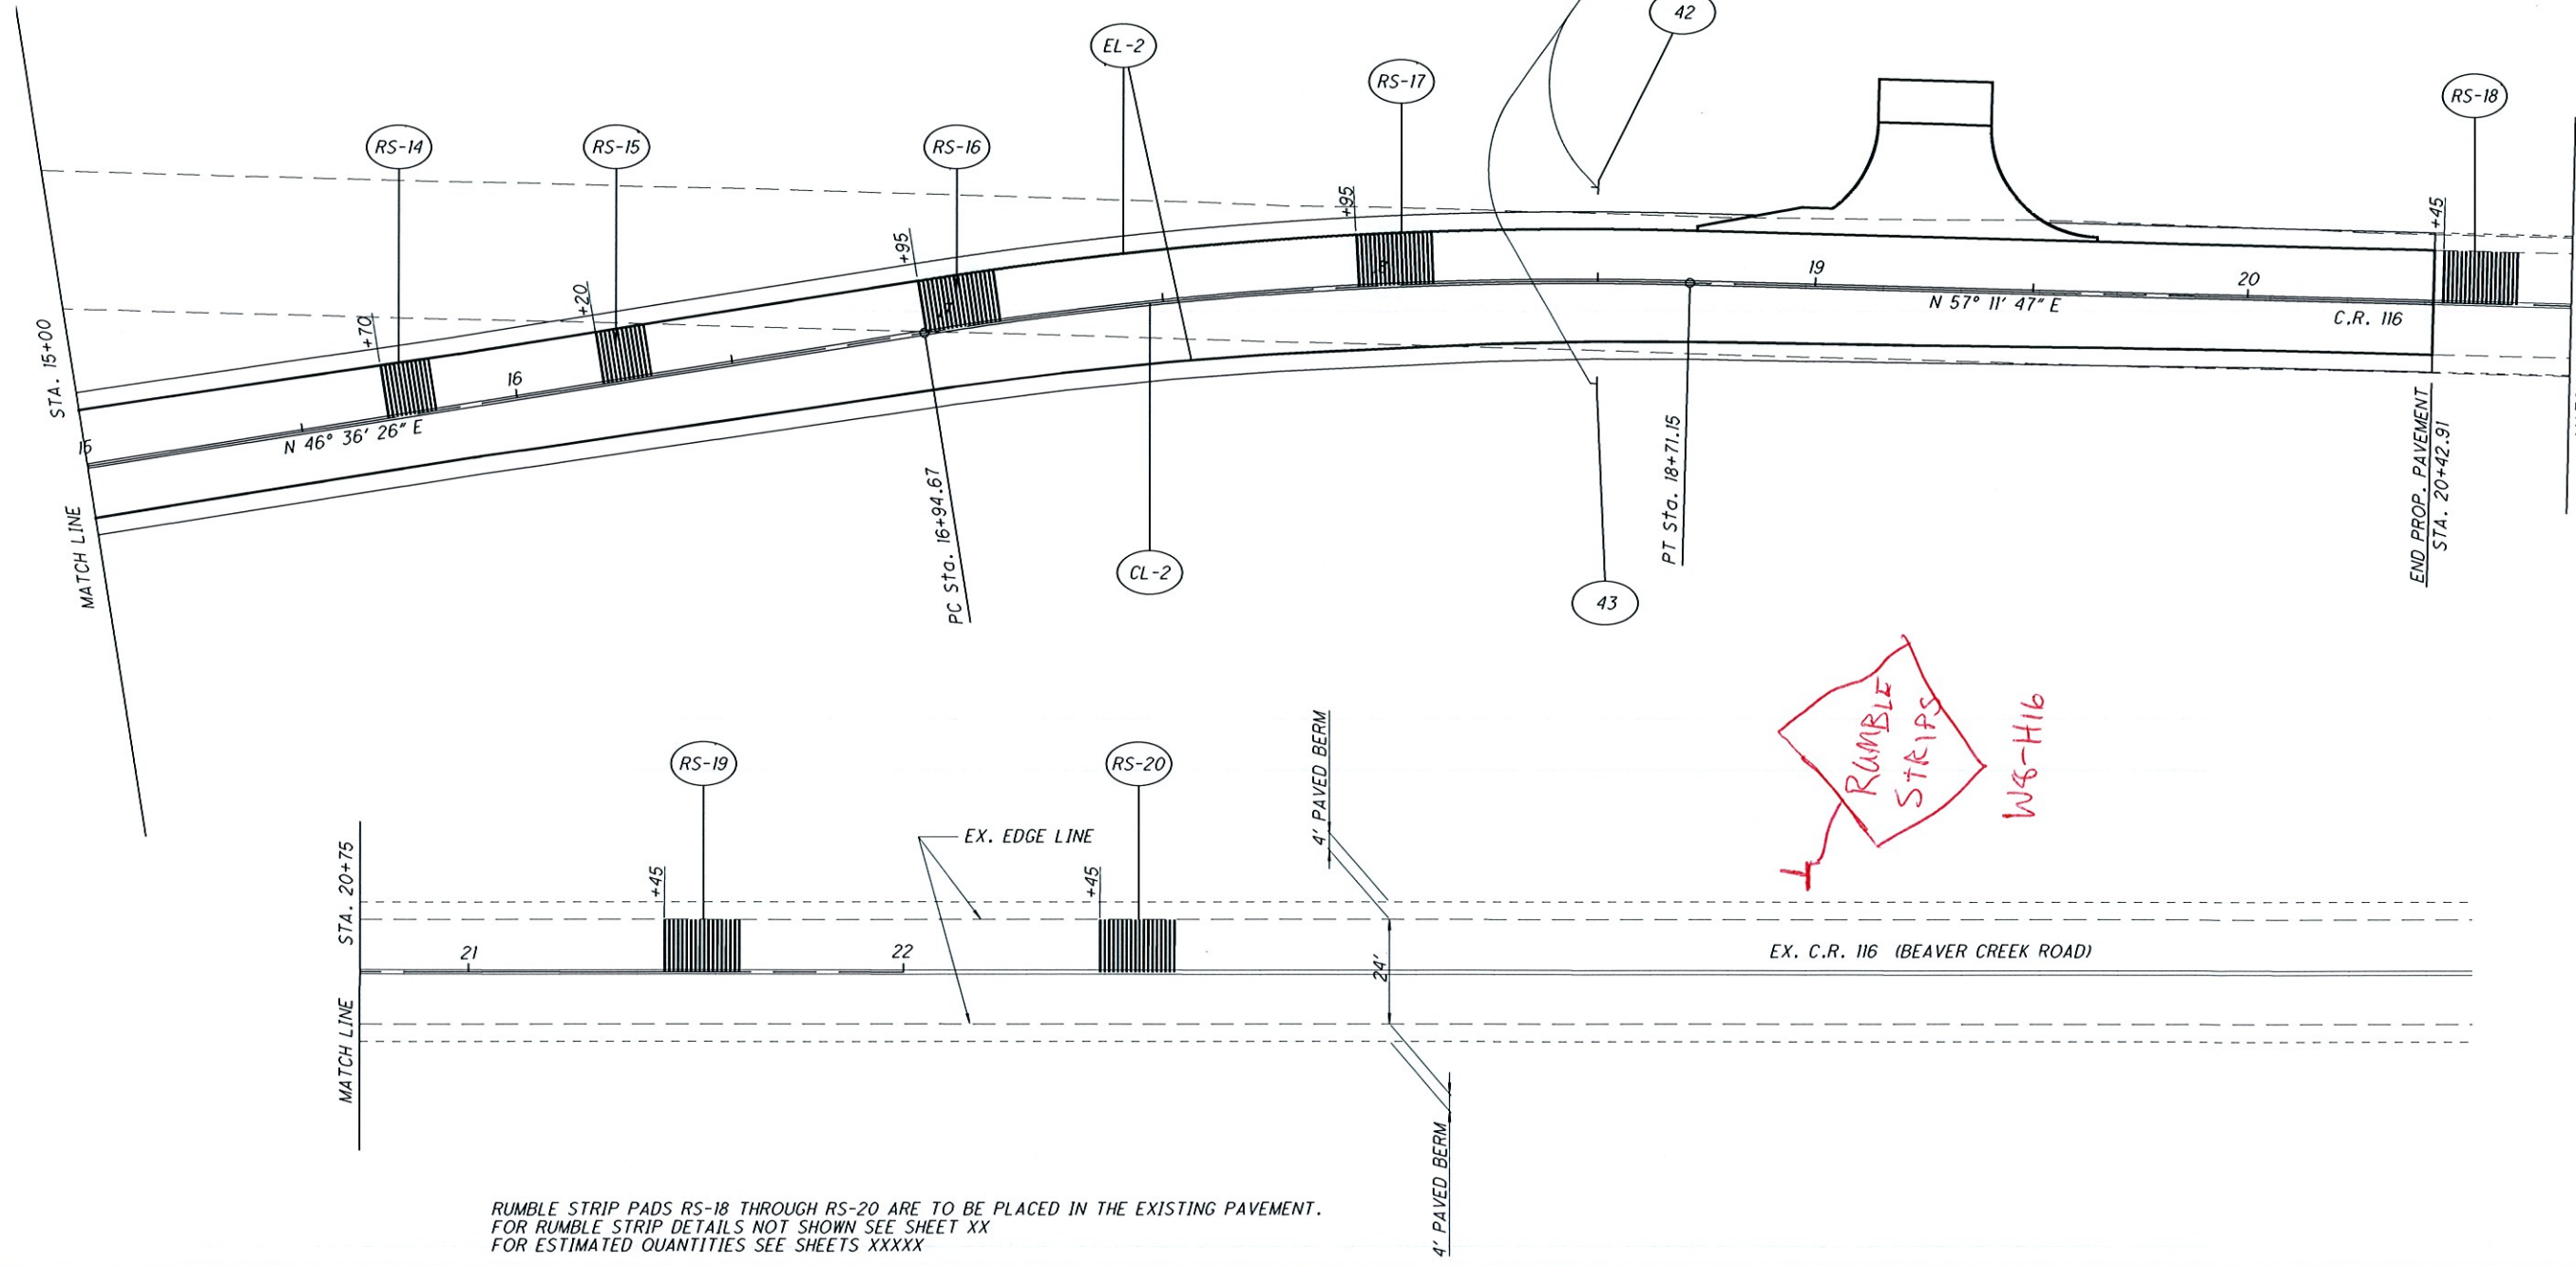 42
EL-2
RS-17
RS-18
RS-14
RS-15
RS-16
+95
+45
+95
+20
+70
19
20
N 57° 11' 47" E
C.R. 116
18
17
16
15
N 46° 36' 26" E
STA. 15+00
MATCH LINE
PC Sta. 16+94.67
CL-2
43
PT Sta. 18+71.15
END PROP. PAVEMENT
STA. 20+42.91
RUMBLE
STRIPS
W8-H16
RS-19
RS-20
4' PAVED BERM
EX. EDGE LINE
STA. 20+75
MATCH LINE
+45
+45
21
22
24'
EX. C.R. 116 (BEAVER CREEK ROAD)
4' PAVED BERM
RUMBLE STRIP PADS RS-18 THROUGH RS-20 ARE TO BE PLACED IN THE EXISTING PAVEMENT.
FOR RUMBLE STRIP DETAILS NOT SHOWN SEE SHEET XX
FOR ESTIMATED QUANTITIES SEE SHEETS XXXXX